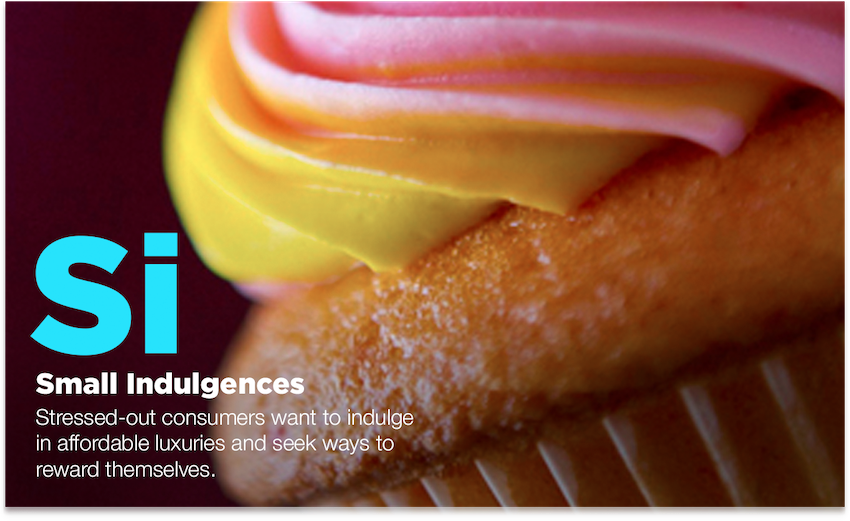 Si
Small Indulgences
Stressed-out consumers want to indulge
in affordable luxuries and seek ways to
reward themselves.